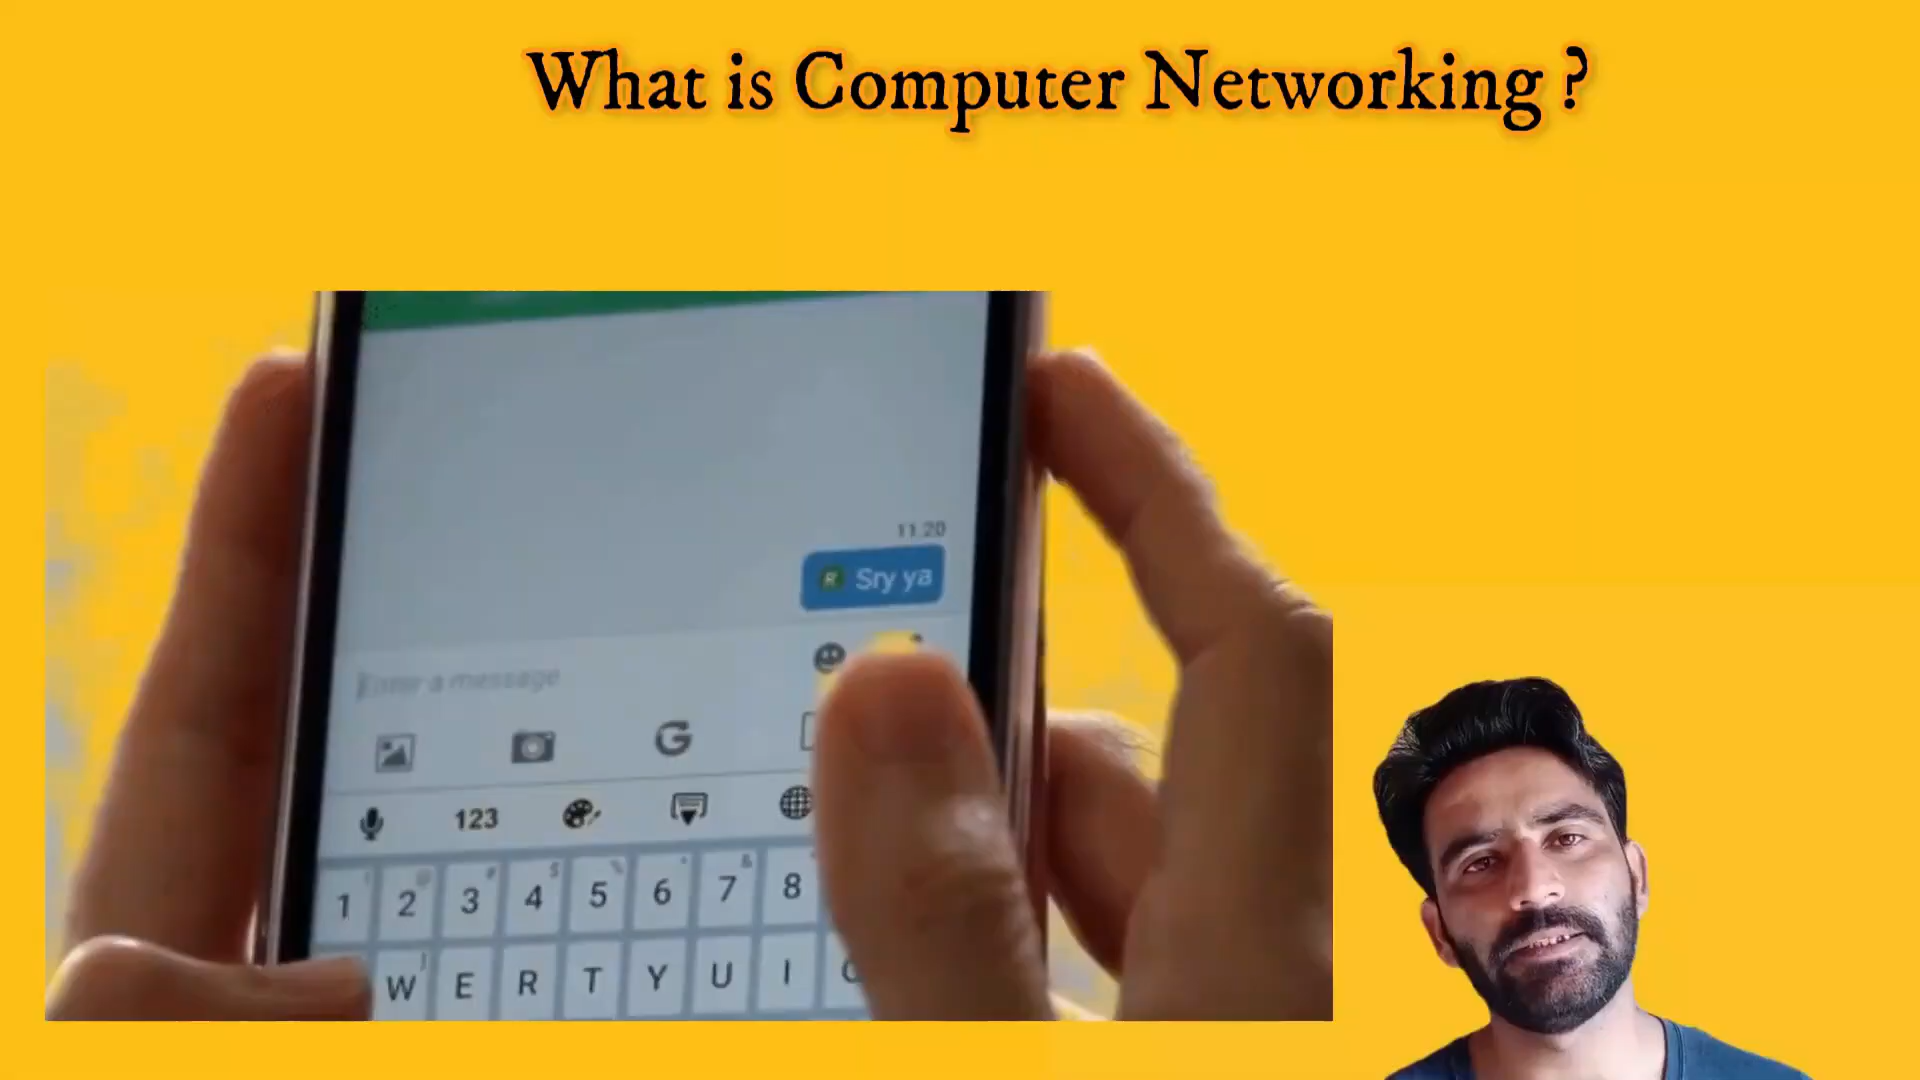 What is Computer Networking ?
11.20
R Sry ya
Enter a message
G
123
1 2 3 4 5 6 7 8
W E R T Y U I